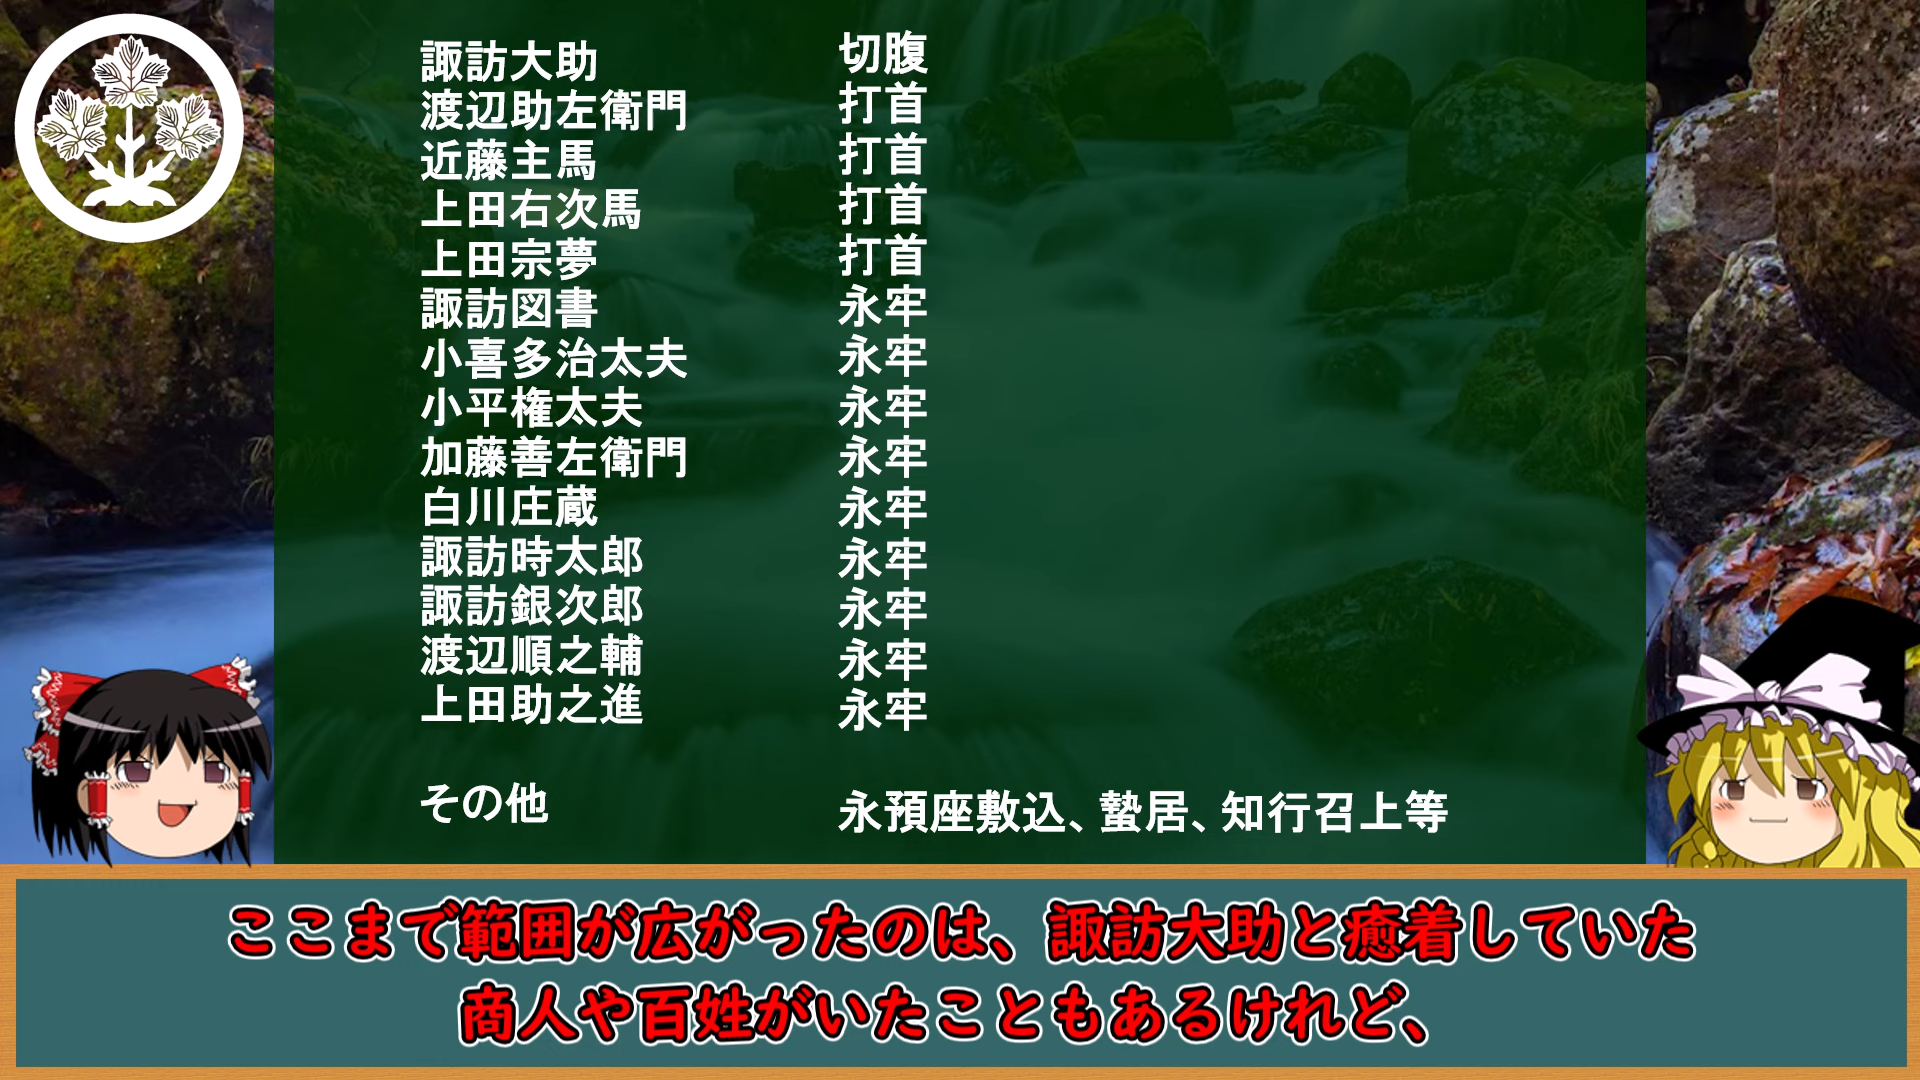 諏訪大助 切腹
渡辺助左衛門 打首
近藤主馬 打首
上田右次馬 打首
上田宗夢 打首
諏訪図書 永牢
小喜多治太夫 永牢
小平権太夫 永牢
加藤善左衛門 永牢
白川庄蔵 永牢
諏訪時太郎 永牢
諏訪銀次郎 永牢
渡辺順之輔 永牢
上田助之進 永牢
その他 永預座敷込、蟄居、知行召上等
ここまで範囲が広がったのは、諏訪大助と癒着していた
商人や百姓がいたこともあるけれど、